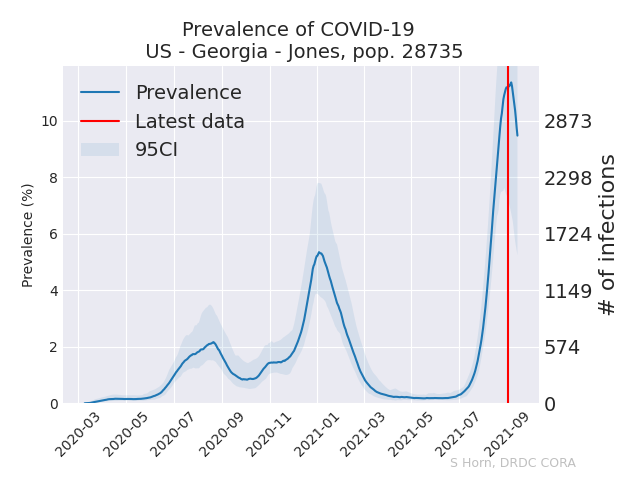 Prevalence of COVID-19
US - Georgia - Jones, pop. 28735
Prevalence
Latest data
95CI
Prevalence (%)
10
8
6
4
2
0
2873
2298
1724
1149
574
0
# of infections
2020-03
2020-05
2020-07
2020-09
2020-11
2021-01
2021-03
2021-05
2021-07
2021-09
S Horn, DRDC CORA